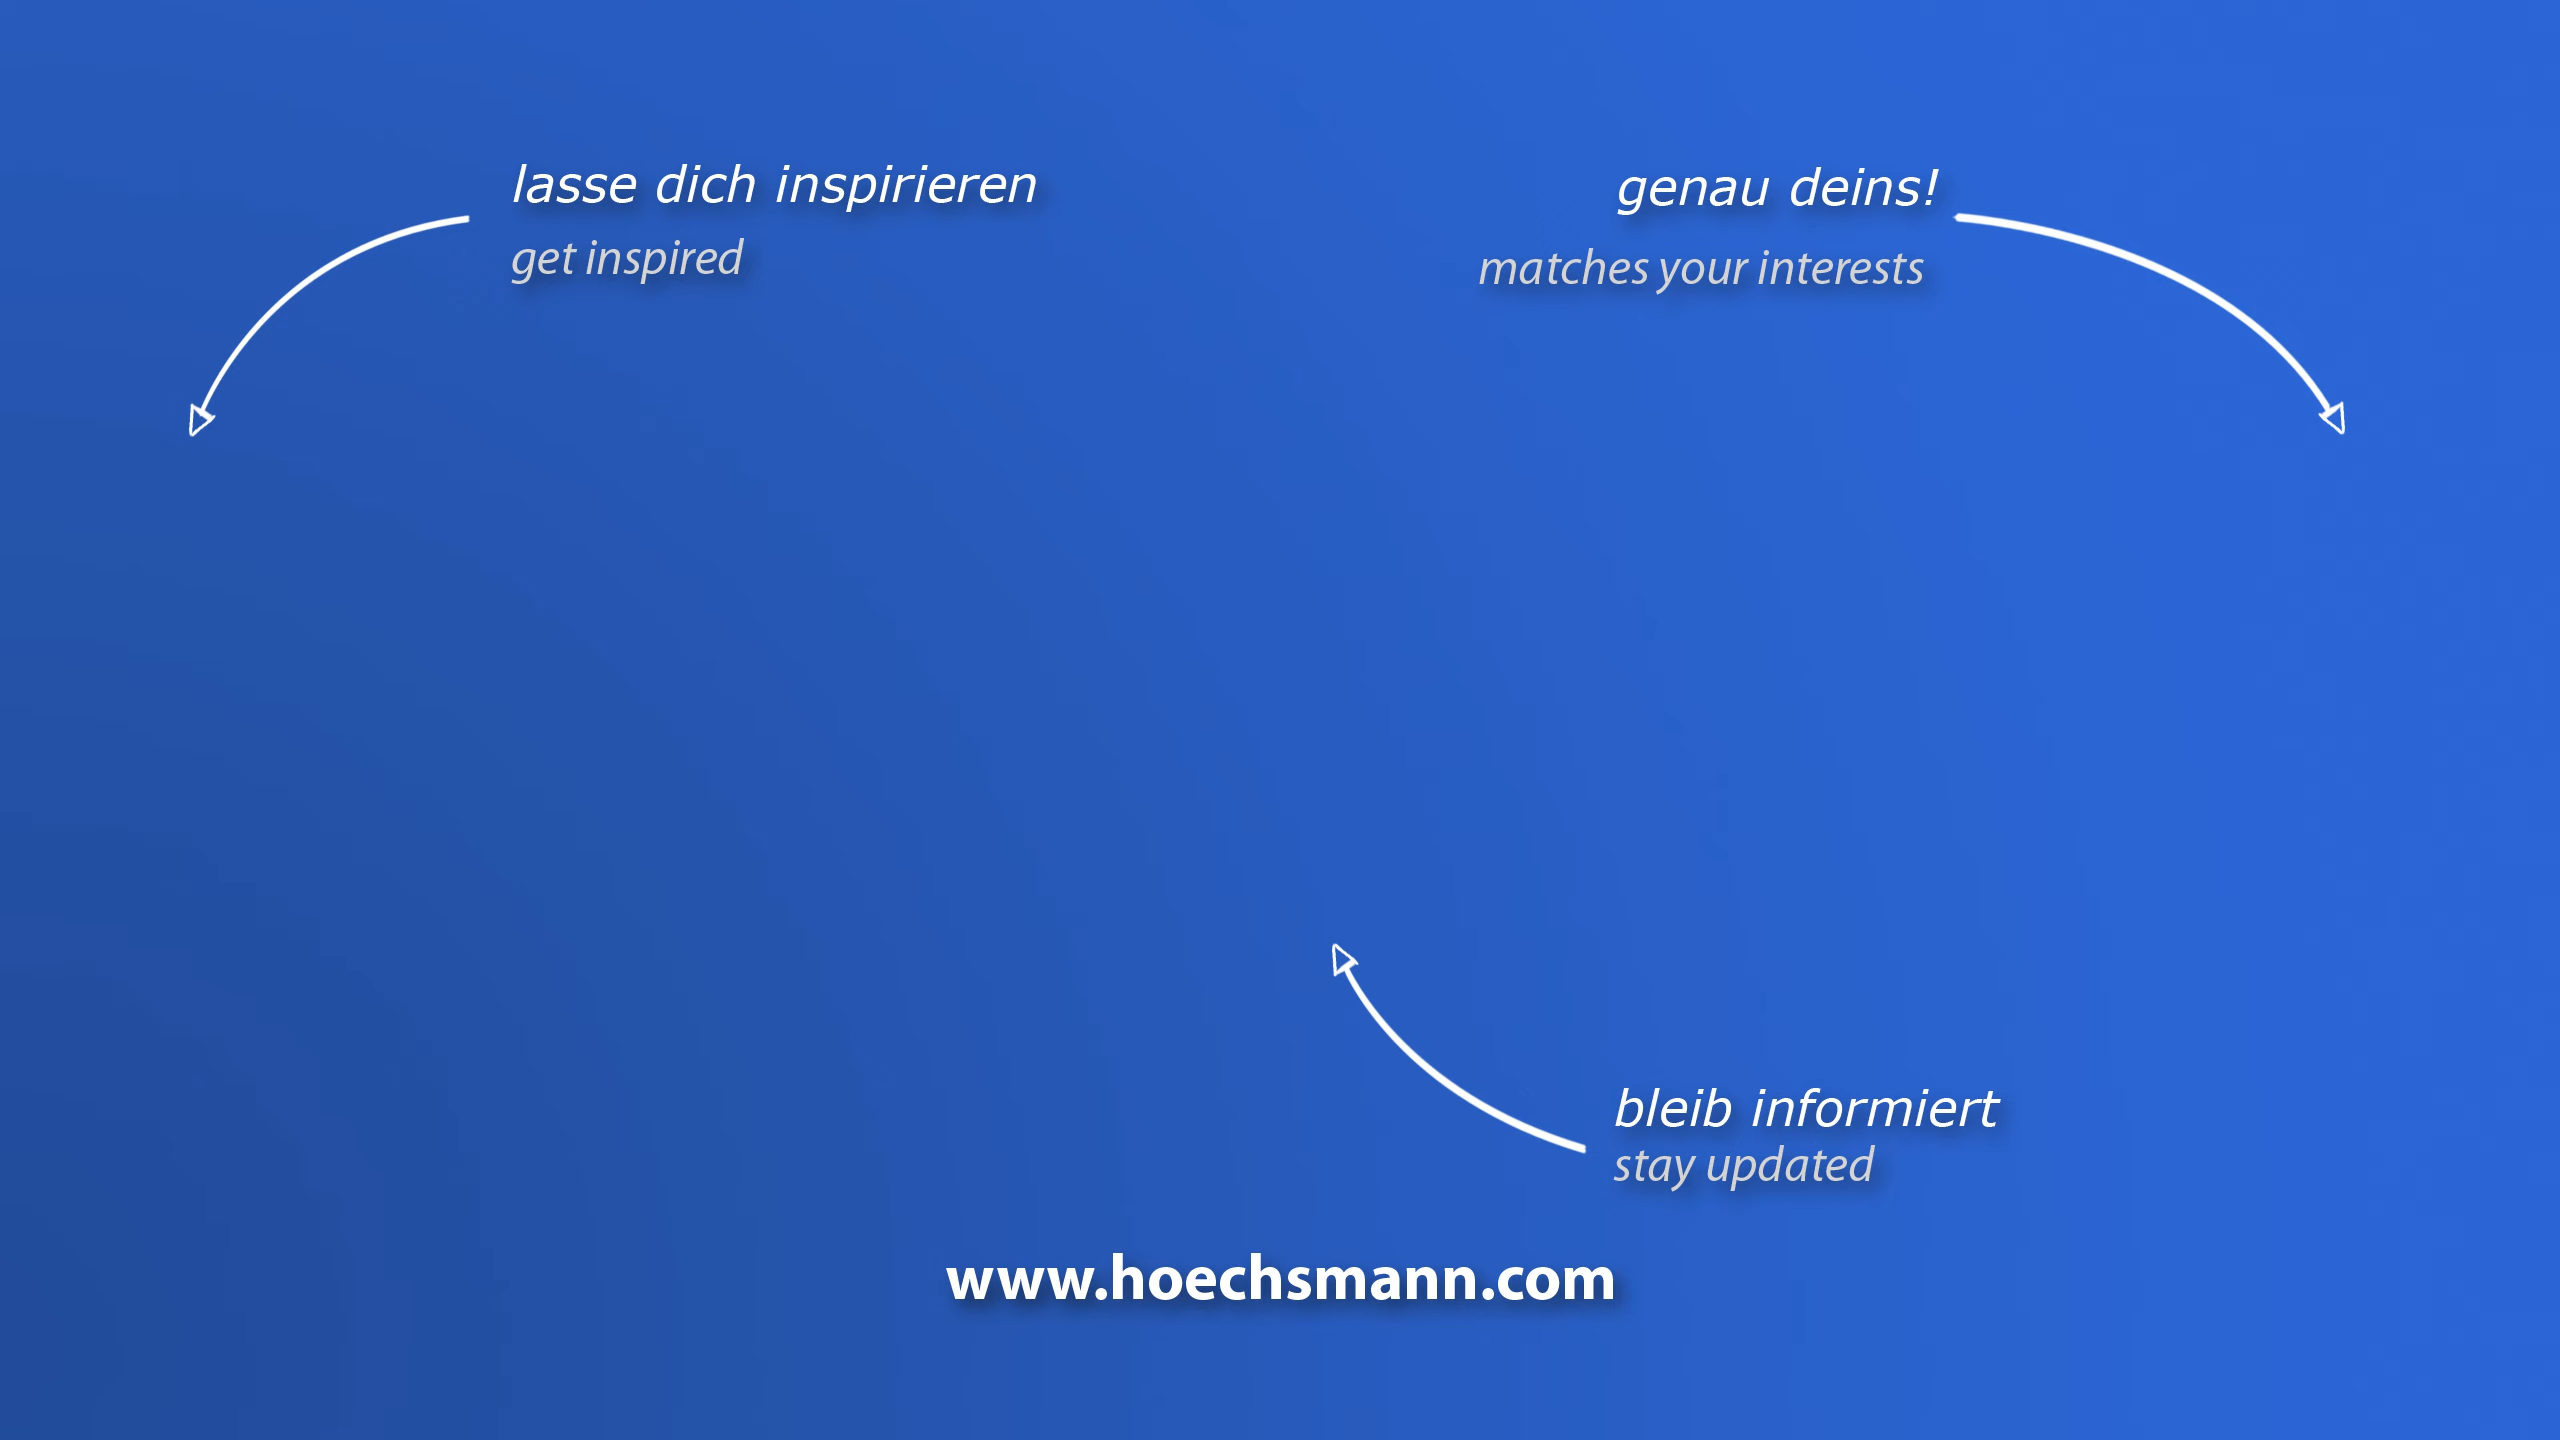 lasse dich inspirieren
get inspired
genau deins!
matches your interests
bleib informiert
stay updated
www.hoechsmann.com